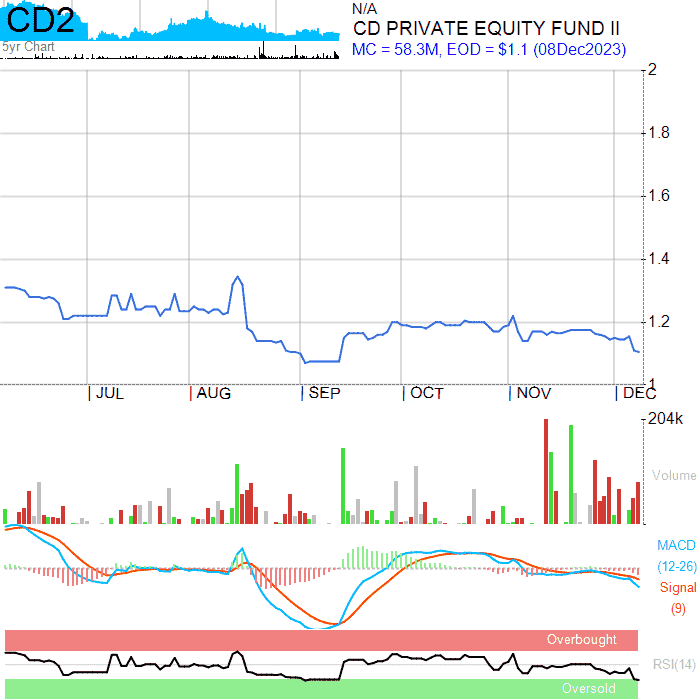 CD2
5yr Chart
N/A
CD PRIVATE EQUITY FUND II
MC = 58.3M, EOD = $1.1 (08Dec2023)
2
1.8
1.6
1.4
1.2
1
JUL AUG SEP OCT NOV DEC
204k
Volume
MACD
(12-26)
Signal
(9)
Overbought
RSI(14)
Oversold